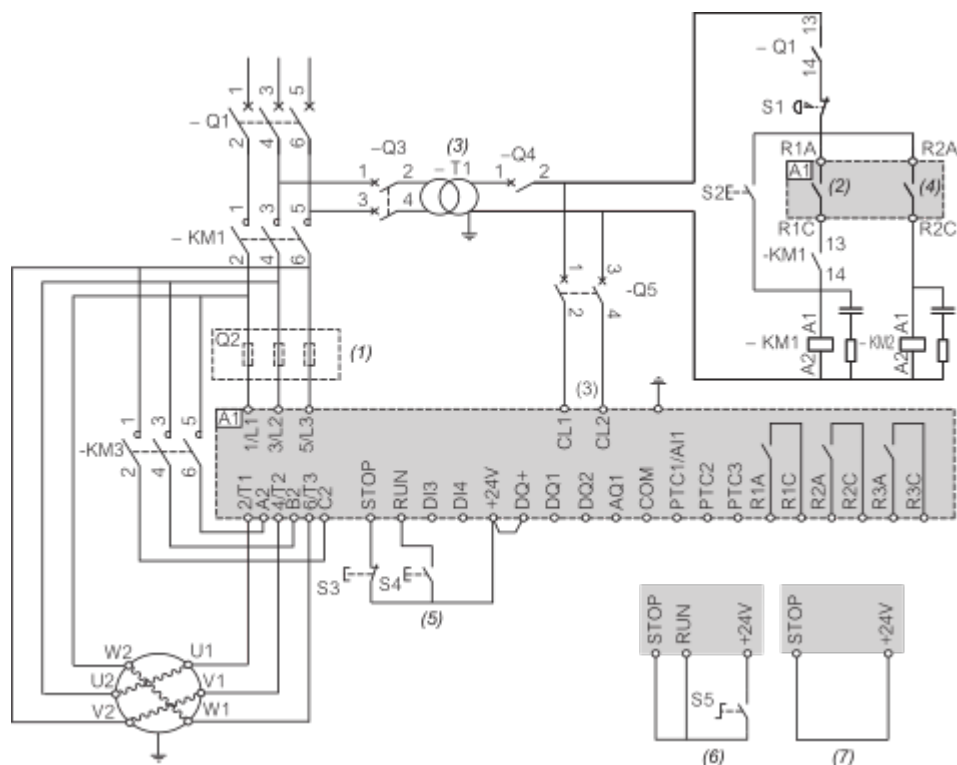 13
– Q1
14
S1
R1A
R2A
A1
(2)
(4)
S2
R1C
R2C
13
-KM1
14
A1
A1
– KM1
– KM2
A2
A2
1
3
5
– Q1
2
4
6
–Q3
(3)
– T1
–Q4
1
2
1
2
3
4
1
3
5
– KM1
2
4
6
1
3
-Q5
2
4
Q2
(1)
(3)
A1
1/L1
3/L2
5/L3
CL1
CL2
1
3
5
-KM3
2
4
6
2/T1
A2
4/T2
B2
6/T3
C2
STOP
RUN
DI3
DI4
+24V
DQ+
DQ1
DQ2
AQ1
COM
PTC1/AI1
PTC2
PTC3
R1A
R1C
R2A
R2C
R3A
R3C
S3
S4
(5)
W2
U1
U2
V1
V2
W1
STOP
RUN
+24V
S5
(6)
STOP
+24V
(7)